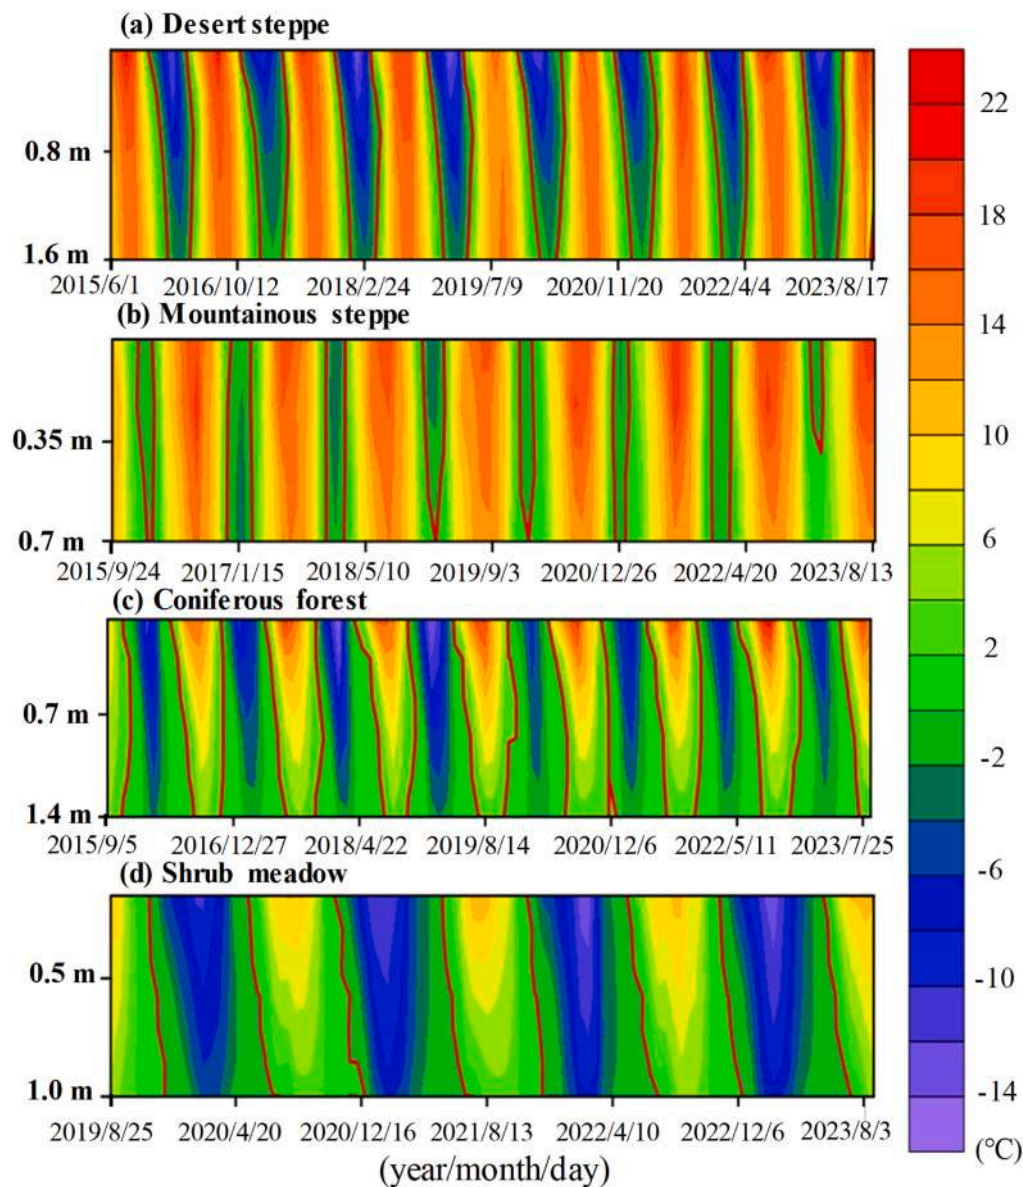 (a) Desert steppe
0.8 m
1.6 m
2015/6/1 2016/10/12 2018/2/24 2019/7/9 2020/11/20 2022/4/4 2023/8/17
(b) Mountainous steppe
0.35 m
0.7 m
2015/9/24 2017/1/15 2018/5/10 2019/9/3 2020/12/26 2022/4/20 2023/8/13
(c) Coniferous forest
0.7 m
1.4 m
2015/9/5 2016/12/27 2018/4/22 2019/8/14 2020/12/6 2022/5/11 2023/7/25
(d) Shrub meadow
0.5 m
1.0 m
2019/8/25 2020/4/20 2020/12/16 2021/8/13 2022/4/10 2022/12/6 2023/8/3
(year/month/day)
22
18
14
10
6
2
-2
-6
-10
-14
(°C)